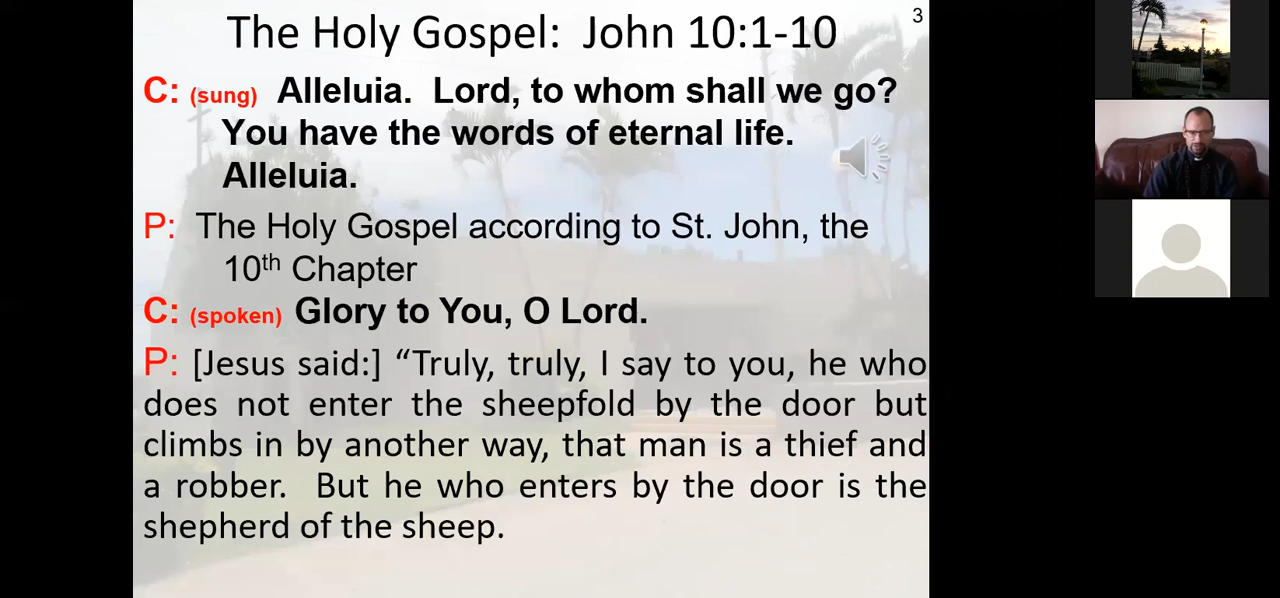 The Holy Gospel:  John 10:1-10
3
C: (sung)  Alleluia.  Lord, to whom shall we go?
You have the words of eternal life.
Alleluia.
P:  The Holy Gospel according to St. John, the
10th Chapter
C: (spoken) Glory to You, O Lord.
P: [Jesus said:] “Truly, truly, I say to you, he who
does not enter the sheepfold by the door but
climbs in by another way, that man is a thief and
a robber.  But he who enters by the door is the
shepherd of the sheep.